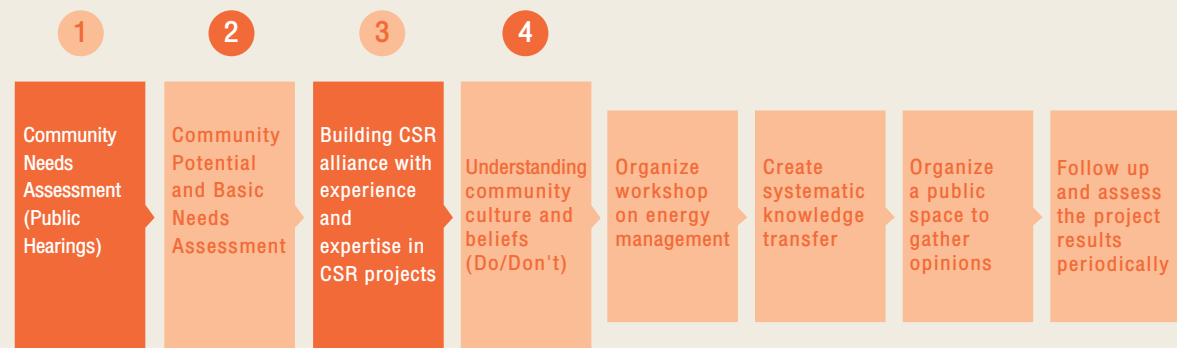 1
2
3
4
Community
Needs
Assessment
(Public
Hearings)
Community
Potential
and Basic
Needs
Assessment
Building CSR
alliance with
experience
and
expertise in
CSR projects
Understanding
community
culture and
beliefs
(Do/Don't)
Organize
workshop
on energy
management
Create
systematic
knowledge
transfer
Organize
a public
space to
gather
opinions
Follow up
and assess
the project
results
periodically